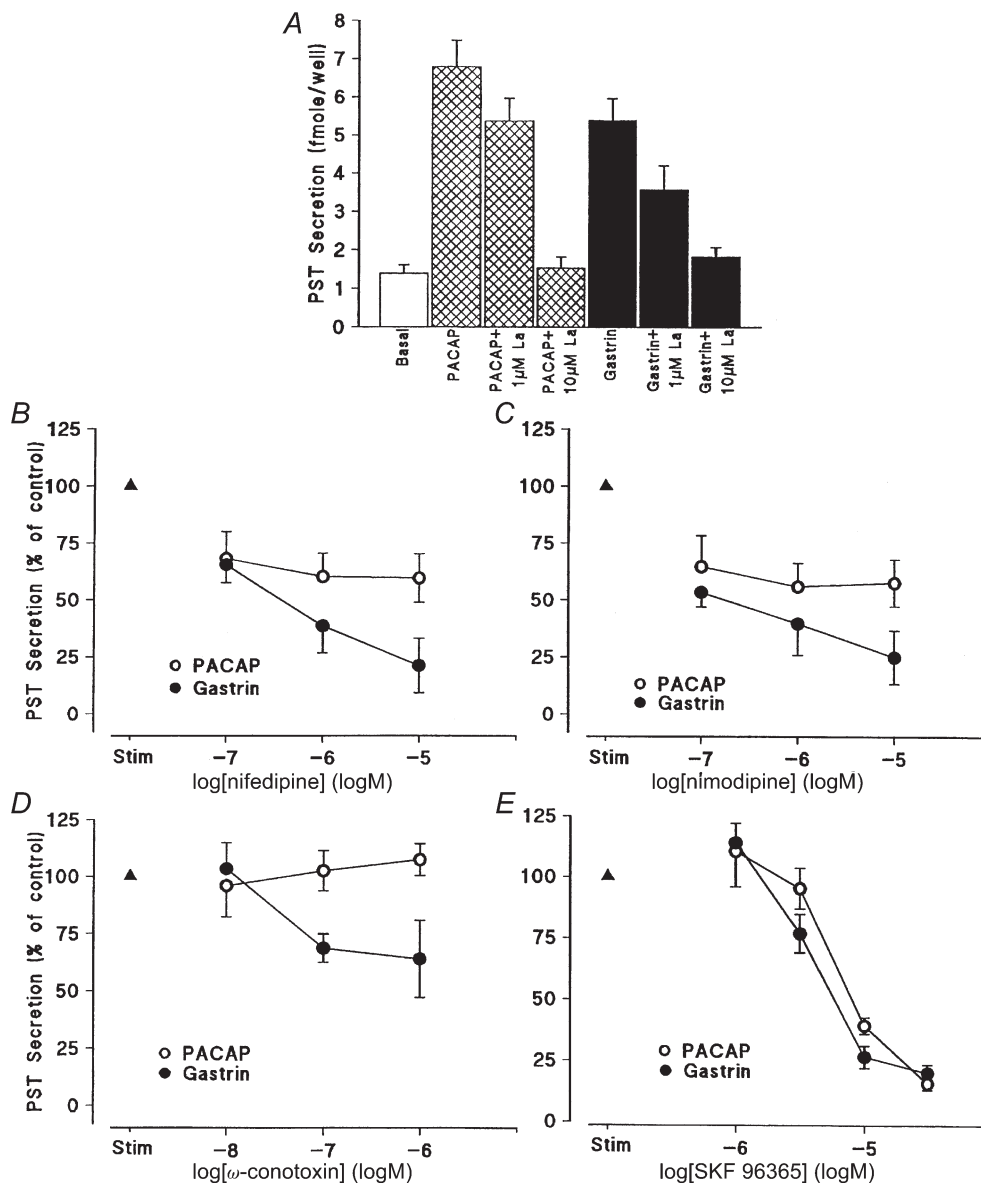 A
PST Secretion (fmole/well)
8
7
6
5
4
3
2
1
0
Basal
PACAP
PACAP+
1μM La
PACAP+
10μM La
Gastrin
Gastrin+
1μM La
Gastrin+
10μM La
B
PST Secretion (% of control)
125
100
75
50
25
0
PACAP
Gastrin
Stim
−7
−6
−5
log[nifedipine] (logM)
C
125
100
75
50
25
0
PACAP
Gastrin
Stim
−7
−6
−5
log[nimodipine] (logM)
D
PST Secretion (% of control)
125
100
75
50
25
0
PACAP
Gastrin
Stim
−8
−7
−6
log[ω-conotoxin] (logM)
E
125
100
75
50
25
0
PACAP
Gastrin
Stim
−6
−5
log[SKF 96365] (logM)